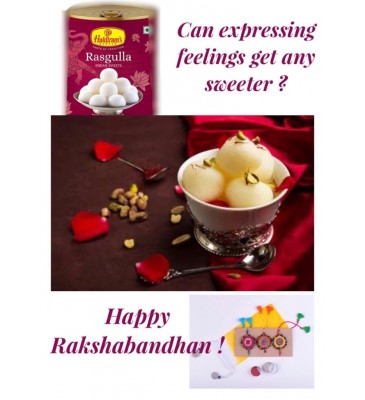 Haldiram's
Rasgulla
Can expressing
feelings get any
sweeter ?
Happy
Rakshabandhan !